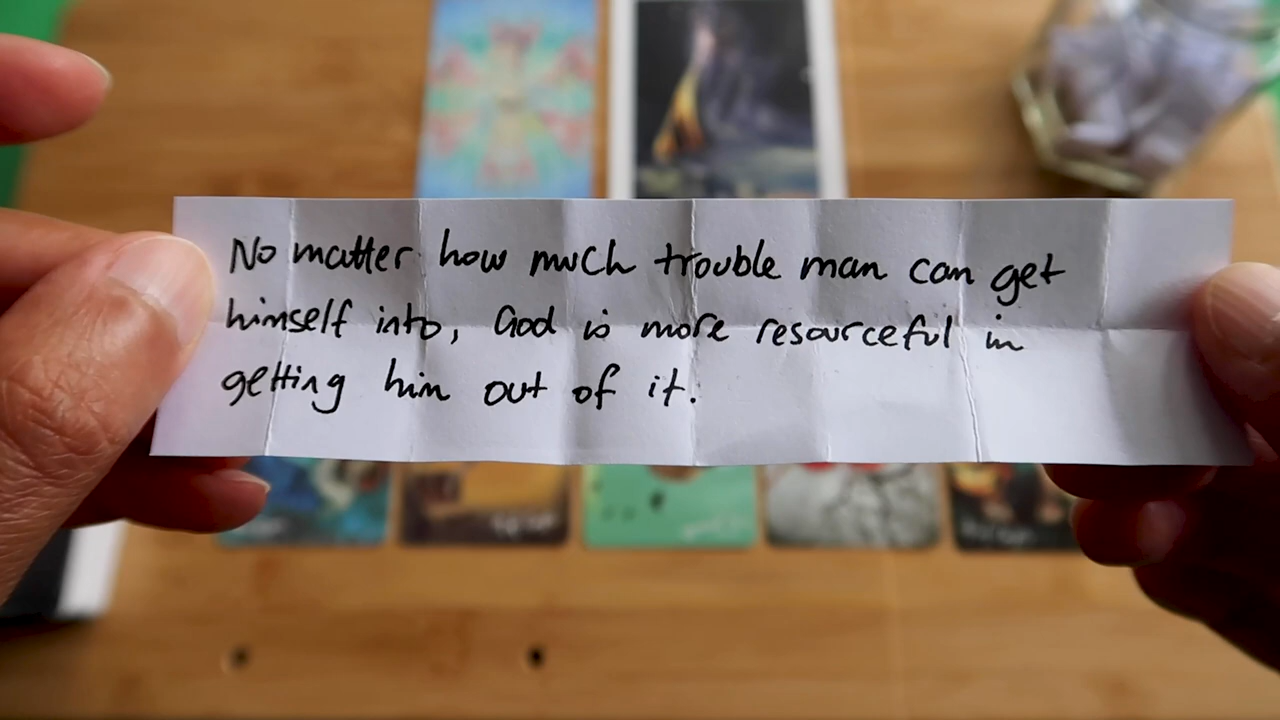 No matter how much trouble man can get
himself into, God is more resourceful in
getting him out of it.